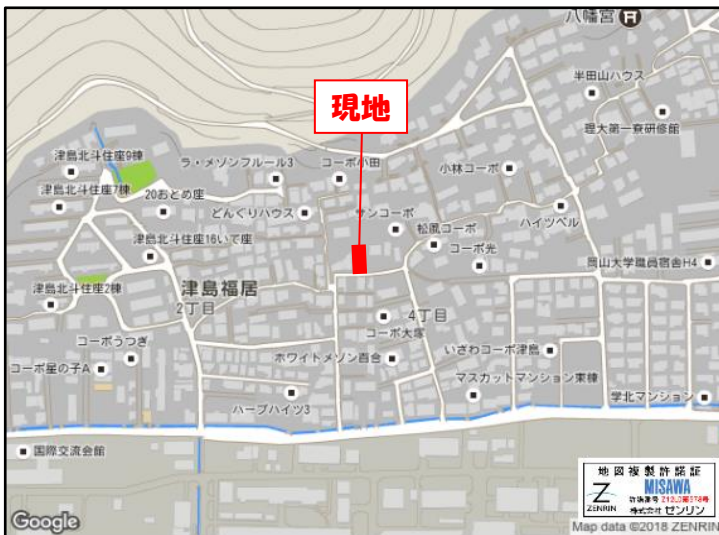 八幡宮
半田山ハウス
現地
理大第一寮研修館
津島北斗住座9棟
ラ・メゾンフルール3
コーポ小田
小林コーポ
津島北斗住座7棟
20おとめ座
どんぐりハウス
サンコーポ
ハイツベル
松風コーポ
津島北斗住座16いて座
コーポ光
岡山大学職員宿舎H4
津島北斗住座2棟
津島福居
2丁目
4丁目
コーポ大塚
コーポうつぎ
ホワイトメゾン百合
いざわコーポ津島
コーポ星の子A
マスカットマンション東棟
学北マンション
ハーブハイツ3
国際交流会館
地図複製許諾証
MISAWA
Z
ZENRIN
株式会社ゼンリン
Google
Map data ©2018 ZENRIN